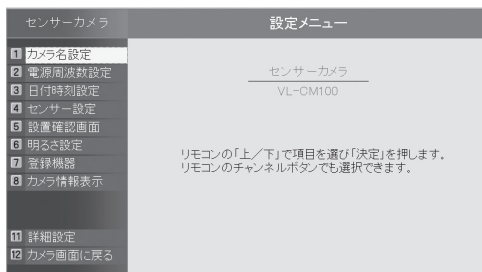 センサーカメラ
設定メニュー
1 カメラ名設定
2 電源周波数設定
3 日付時刻設定
4 センサー設定
5 設置確認画面
6 明るさ設定
7 登録機器
8 カメラ情報表示
11 詳細設定
12 カメラ画面に戻る
センサーカメラ
VL-CM100
リモコンの「上／下」で項目を選び「決定」を押します。
リモコンのチャンネルボタンでも選択できます。